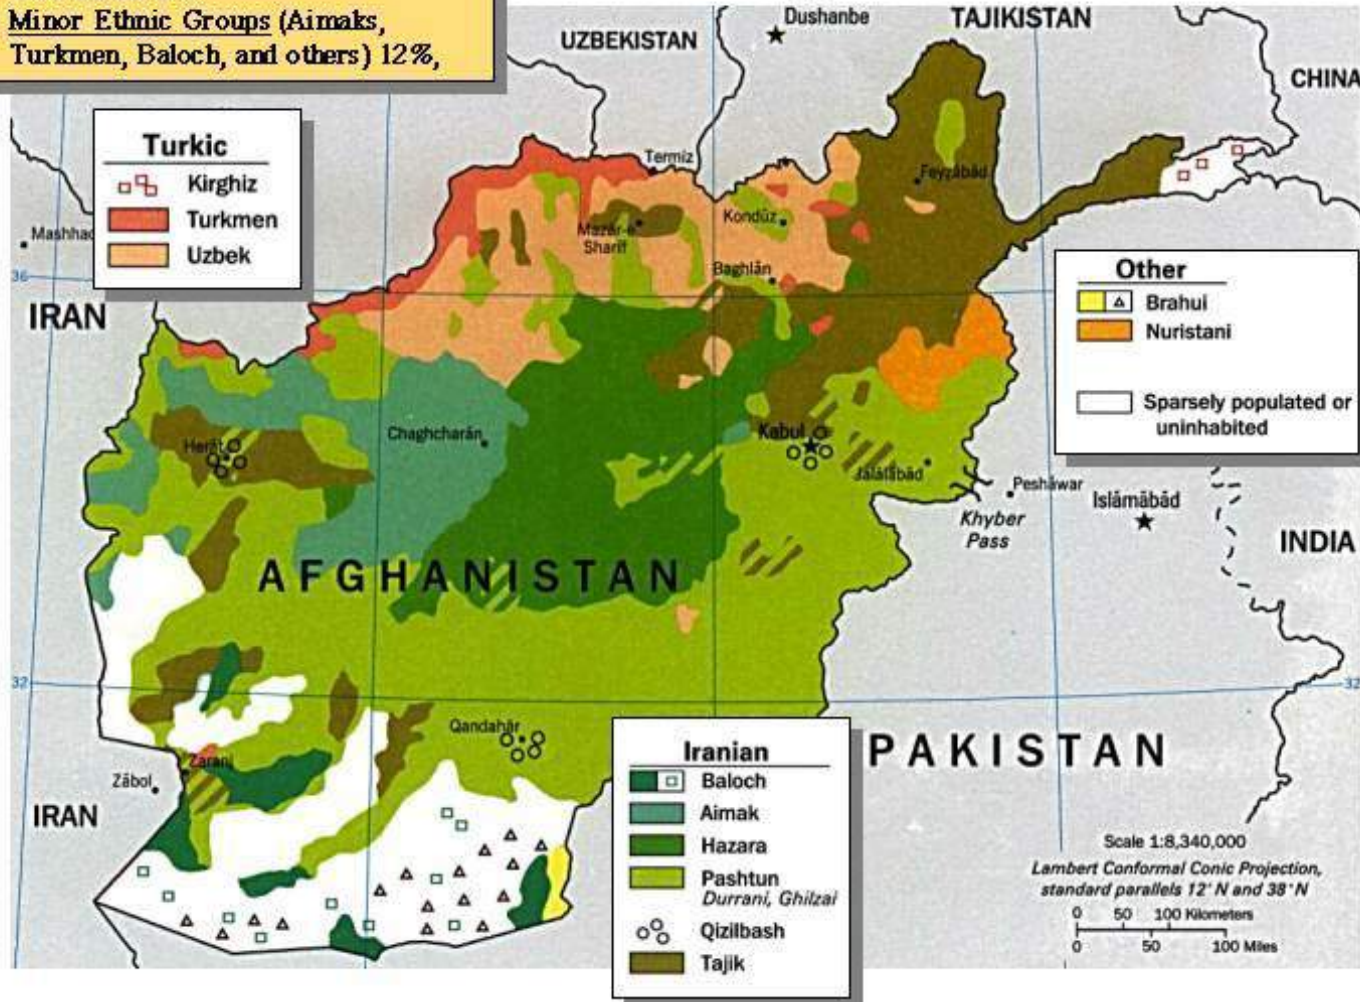 Minor Ethnic Groups (Aimaks,
Turkmen, Baloch, and others) 12%,
Dushanbe
TAJIKISTAN
UZBEKISTAN
CHINA
Turkic
Kirghiz
Turkmen
Uzbek
Termiz
Feyzābād
Mashhad
Mazār-e
Sharīf
Kondūz
Baghlān
36
IRAN
Other
Brahui
Nuristani
Sparsely populated or
uninhabited
Herāt
Chaghcharān
Kabul
Jalālābād
Peshāwar
Islāmābād
Khyber
Pass
INDIA
AFGHANISTAN
32
32
Qandahār
Zaranj
Zābol
IRAN
PAKISTAN
Iranian
Baloch
Aimak
Hazara
Pashtun
Durrani, Ghilzai
Qizilbash
Tajik
Scale 1:8,340,000
Lambert Conformal Conic Projection,
standard parallels 12° N and 38° N
0 50 100 Kilometers
0 50 100 Miles